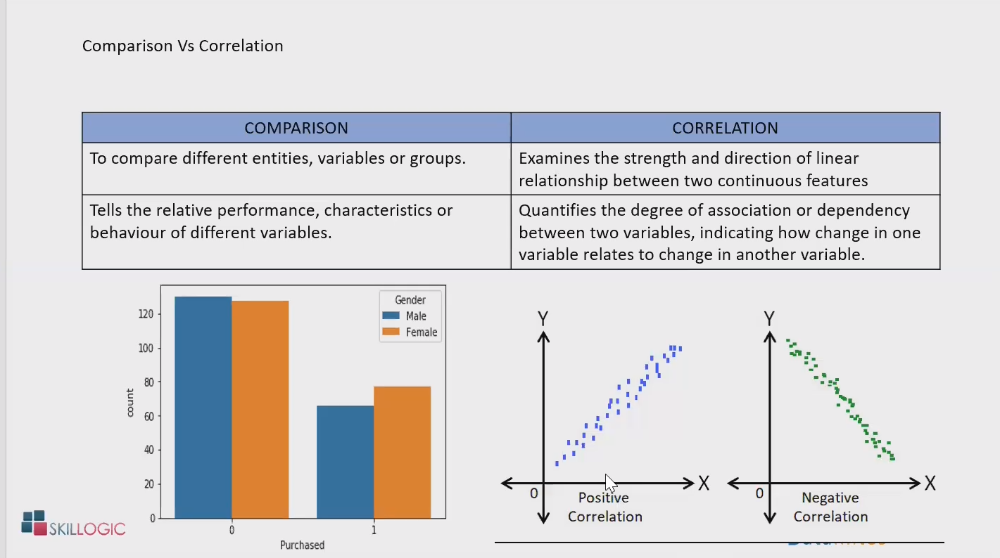 Comparison Vs Correlation
COMPARISON
CORRELATION
To compare different entities, variables or groups.
Examines the strength and direction of linear
relationship between two continuous features
Tells the relative performance, characteristics or
behaviour of different variables.
Quantifies the degree of association or dependency
between two variables, indicating how change in one
variable relates to change in another variable.
Gender
Male
Female
120
100
80
60
40
20
0
count
0
1
Purchased
Y
X
0
Positive
Correlation
Y
X
0
Negative
Correlation
SKILLOGIC